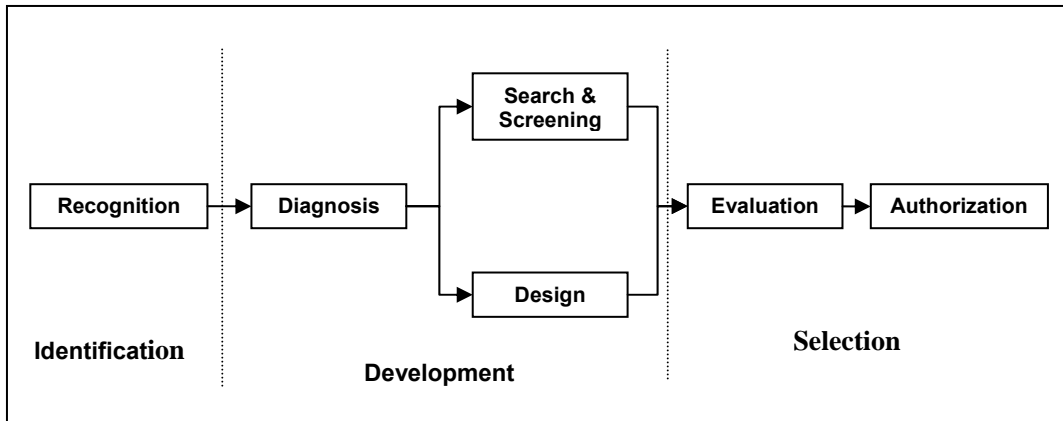 Search &
Screening
Recognition
Diagnosis
Evaluation
Authorization
Design
Identification
Development
Selection